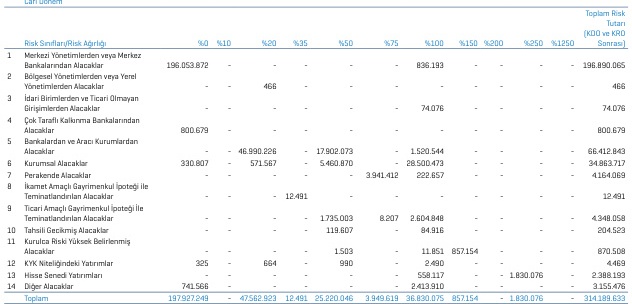 Cari Dönem
Toplam Risk
Tutarı
(KDO ve KRO
Risk Sınıfları/Risk Ağırlığı %0 %10 %20 %35 %50 %75 %100 %150 %200 %250 %1250 Sonrası)
1 Merkezi Yönetimlerden veya Merkez
Bankalarından Alacaklar 196.053.872 - - - - - 836.193 - - - - 196.890.065
2 Bölgesel Yönetimlerden veya Yerel
Yönetimlerden Alacaklar - - 466 - - - - - - - - 466
3 İdari Birimlerden ve Ticari Olmayan
Girişimlerden Alacaklar - - - - - - 74.076 - - - - 74.076
4 Çok Taraflı Kalkınma Bankalarından
Alacaklar 800.679 - - - - - - - - - - 800.679
5 Bankalardan ve Aracı Kurumlardan
Alacaklar - - 46.990.226 - 17.902.073 - 1.520.544 - - - - 66.412.843
6 Kurumsal Alacaklar 330.807 - 571.567 - 5.460.870 - 28.500.473 - - - - 34.863.717
7 Perakende Alacaklar - - - - - 3.941.412 222.657 - - - - 4.164.069
8 İkamet Amaçlı Gayrimenkul İpoteği ile
Teminatlandırılan Alacaklar - - - 12.491 - - - - - - - 12.491
9 Ticari Amaçlı Gayrimenkul İpoteği İle
Teminatlandırılan Alacaklar - - - - 1.735.003 8.207 2.604.848 - - - - 4.348.058
10 Tahsili Gecikmiş Alacaklar - - - - 119.607 - 84.916 - - - - 204.523
11 Kurulca Riski Yüksek Belirlenmiş
Alacaklar - - - - 1.503 - 11.851 857.154 - - - 870.508
12 KYK Niteliğindeki Yatırımlar 325 - 664 - 990 - 2.490 - - - - 4.469
13 Hisse Senedi Yatırımları - - - - - - 558.117 - - 1.830.076 - 2.388.193
14 Diğer Alacaklar 741.566 - - - - - 2.413.910 - - - - 3.155.476
Toplam 197.927.249 - 47.562.923 12.491 25.220.046 3.949.619 36.830.075 857.154 - 1.830.076 - 314.189.633